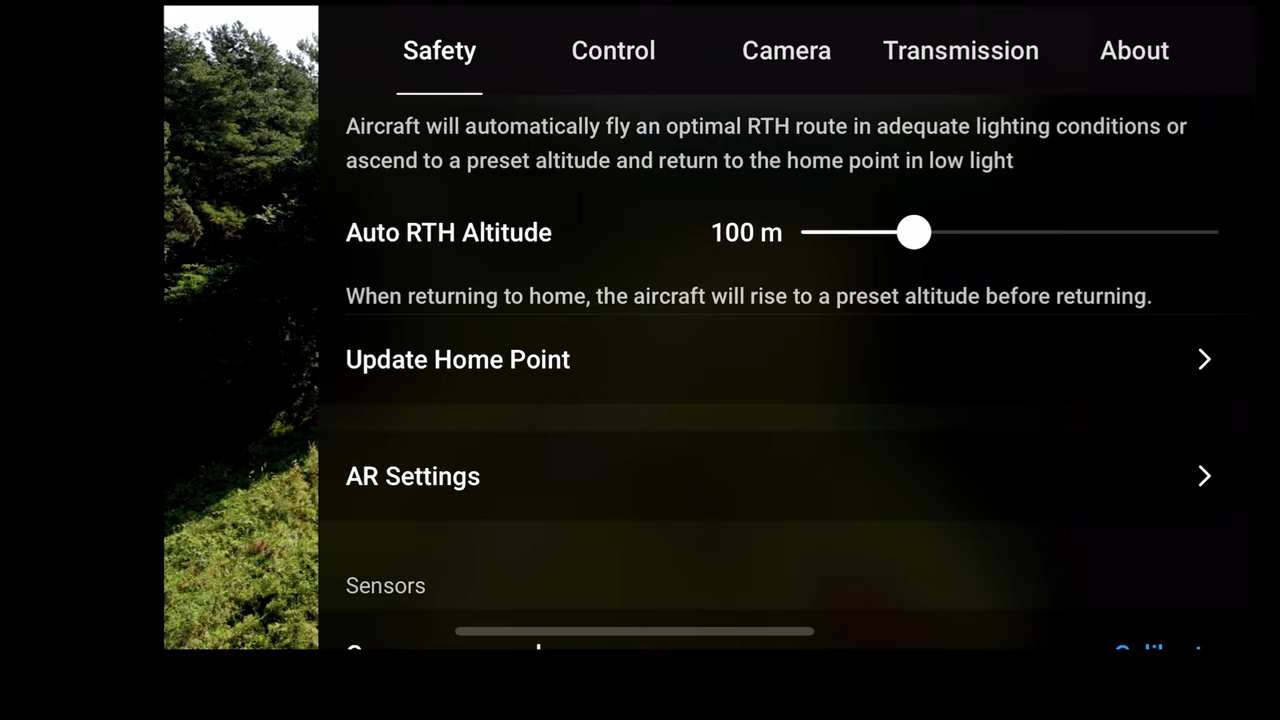 Safety Control Camera Transmission About
Aircraft will automatically fly an optimal RTH route in adequate lighting conditions or
ascend to a preset altitude and return to the home point in low light
Auto RTH Altitude 100 m
When returning to home, the aircraft will rise to a preset altitude before returning.
Update Home Point
AR Settings
Sensors